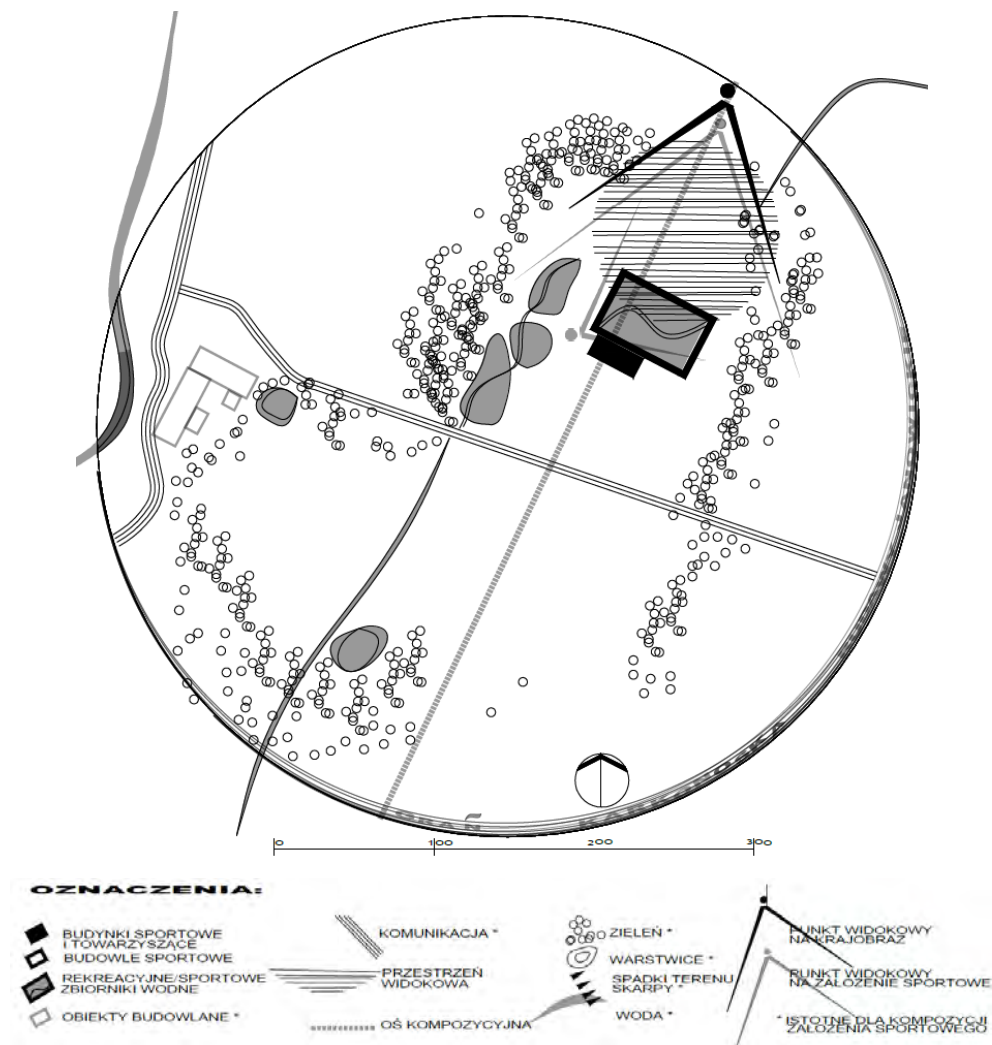 0 100 200 300
OZNACZENIA:
BUDYNKI SPORTOWE
I TOWARZYSZĄCE
BUDOWLE SPORTOWE
REKREACYJNE/SPORTOWE
ZBIORNIKI WODNE
OBIEKTY BUDOWLANE *
KOMUNIKACJA *
PRZESTRZEŃ
WIDOKOWA
OŚ KOMPOZYCYJNA
ZIELEŃ *
WARSTWICE *
SPADKI TERENU
SKARPY *
WODA *
PUNKT WIDOKOWY
NA KRAJOBRAZ
PUNKT WIDOKOWY
NA ZAŁOŻENIE SPORTOWE
* ISTOTNE DLA KOMPOZYCJI
ZAŁOŻENIA SPORTOWEGO